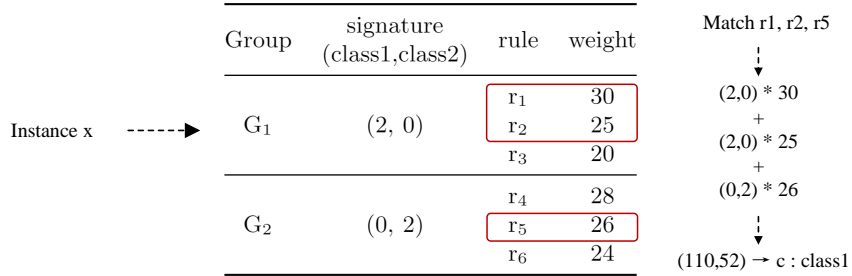 Instance x
Group signature (class1,class2) rule weight
G₁ (2, 0) r₁ 30
r₂ 25
r₃ 20
G₂ (0, 2) r₄ 28
r₅ 26
r₆ 24
Match r1, r2, r5
(2,0) * 30
+
(2,0) * 25
+
(0,2) * 26
(110,52) → c : class1